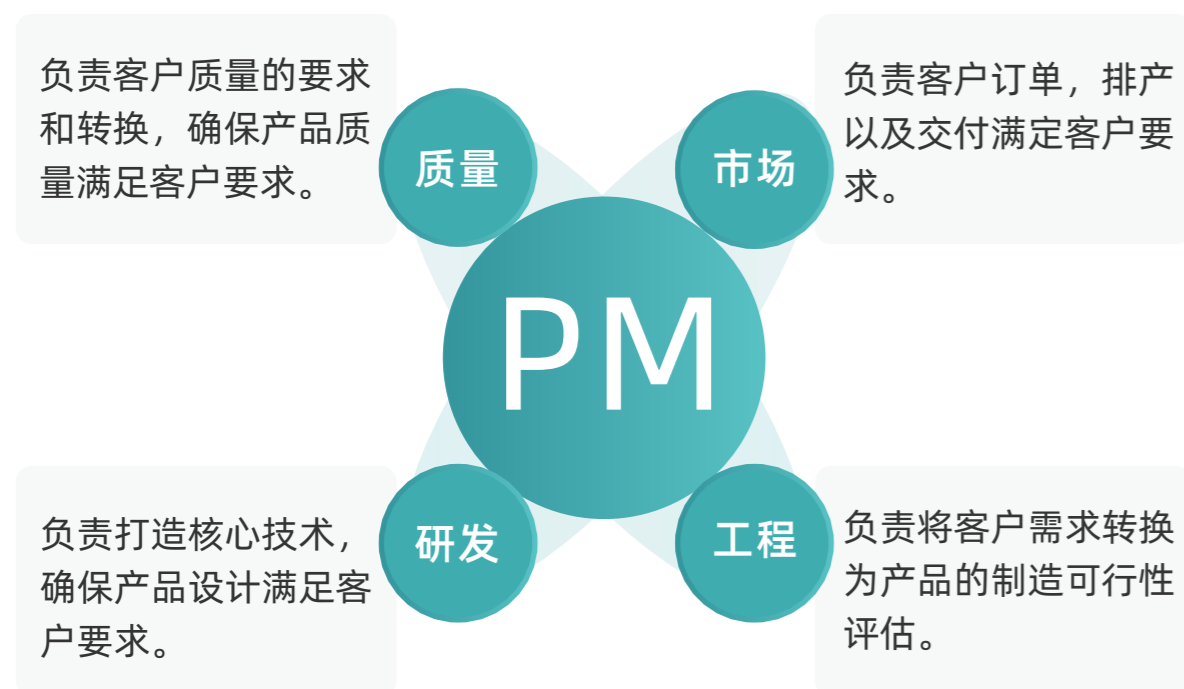 负责客户质量的要求
和转换，确保产品质
量满足客户要求。
质量
市场
负责客户订单，排产
以及交付满定客户要
求。
PM
负责打造核心技术，
确保产品设计满足客
户要求。
研发
工程
负责将客户需求转换
为产品的制造可行性
评估。